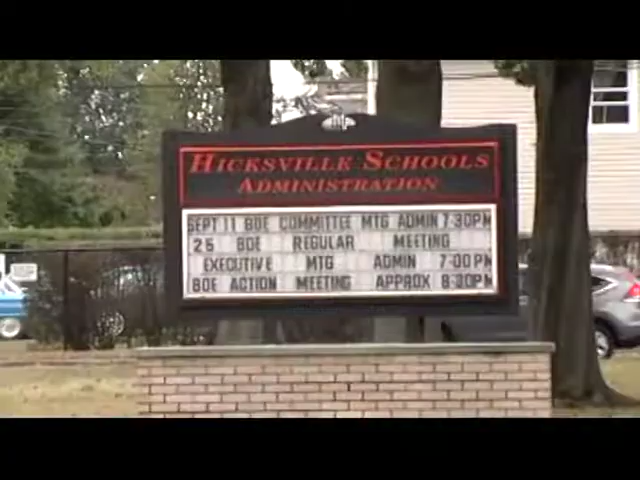 HICKSVILLE SCHOOLS
ADMINISTRATION
SEPT 11 BOE COMMITTEE MTG ADMIN 7:30PM
25 BOE REGULAR MEETING
EXECUTIVE MTG ADMIN 7:00PM
BOE ACTION MEETING APPROX 8:30PM